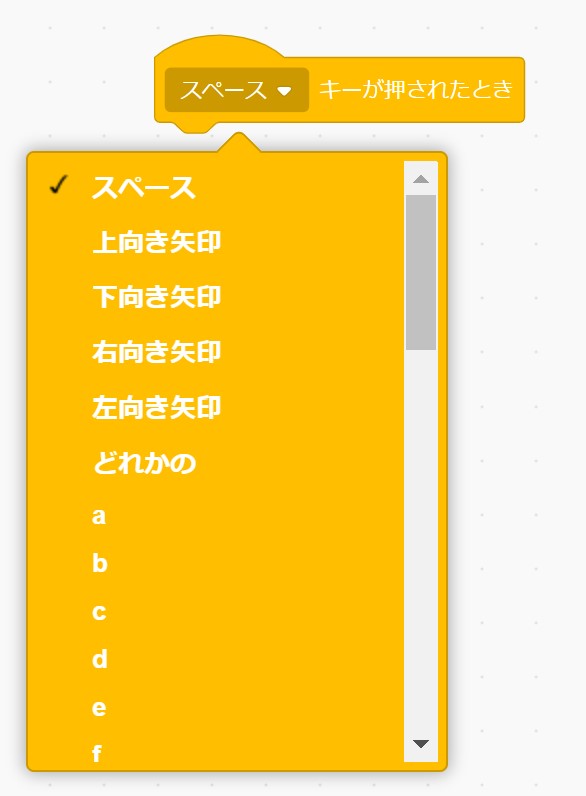 スペース キーが押されたとき
スペース
上向き矢印
下向き矢印
右向き矢印
左向き矢印
どれかの
a
b
c
d
e
f